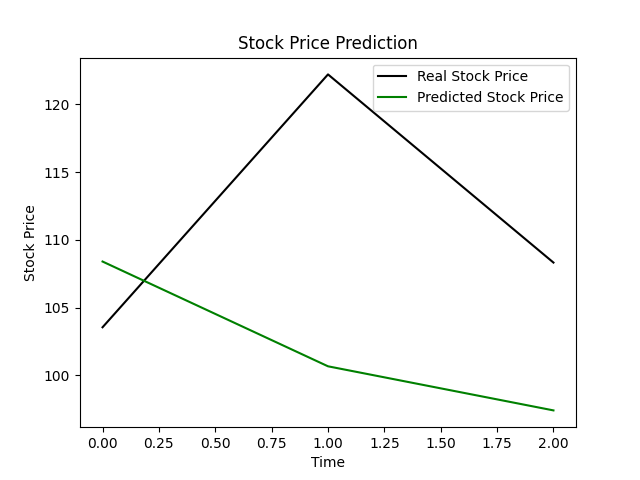 Stock Price Prediction
Real Stock Price
Predicted Stock Price
Stock Price
120
115
110
105
100
0.00 0.25 0.50 0.75 1.00 1.25 1.50 1.75 2.00
Time